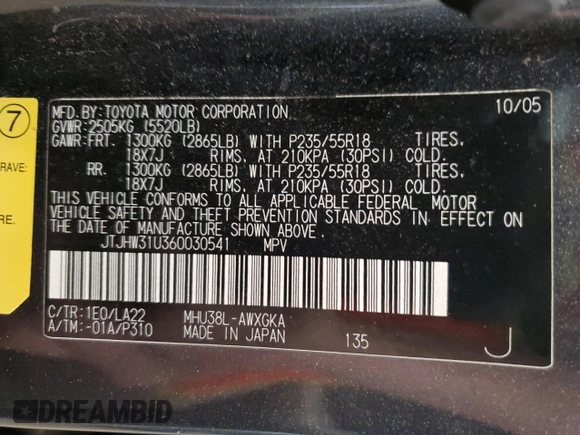 7
RAVE:
RE.
MFD.BY:TOYOTA MOTOR CORPORATION 10/05
GVWR:2505KG (5520LB)
GAWR:FRT. 1300KG (2865LB) WITH P235/55R18 TIRES,
18X7J RIMS, AT 210KPA (30PSI) COLD.
RR. 1300KG (2865LB) WITH P235/55R18 TIRES,
18X7J RIMS, AT 210KPA (30PSI) COLD.
THIS VEHICLE CONFORMS TO ALL APPLICABLE FEDERAL MOTOR
VEHICLE SAFETY AND THEFT PREVENTION STANDARDS IN EFFECT ON
THE DATE OF MANUFACTURE SHOWN ABOVE.
JTJHW31U360030541 MPV
C/TR:1E0/LA22 MHU38L-AWXGKA
A/TM:-01A/P310 MADE IN JAPAN 135 J
DREAMBID